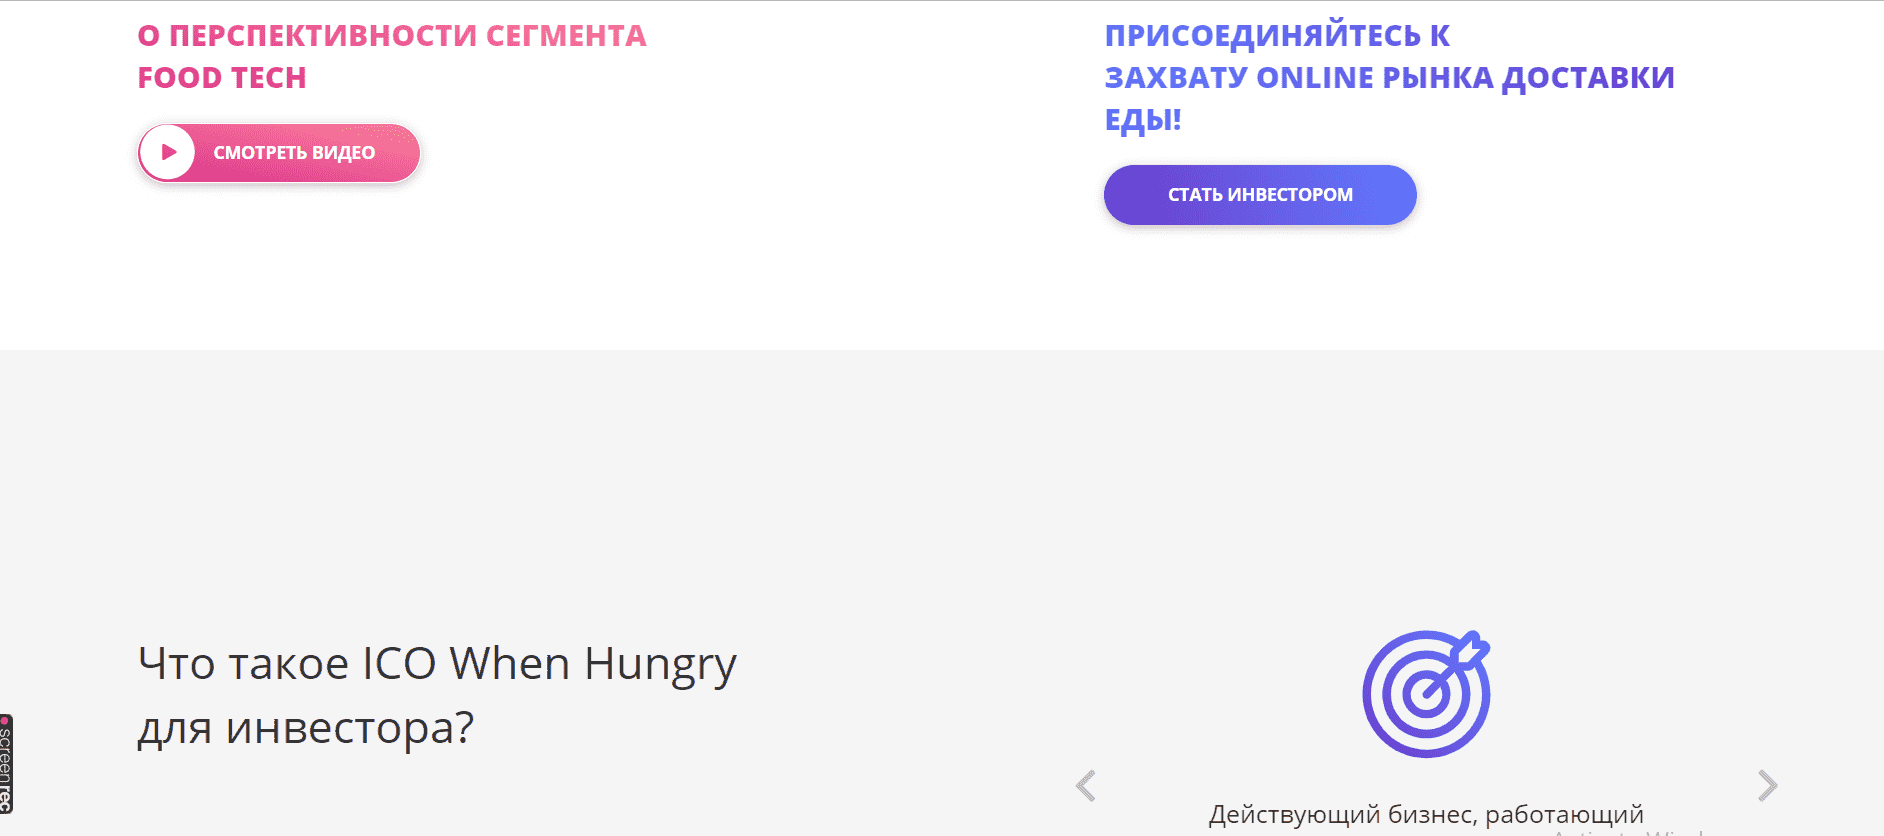 О ПЕРСПЕКТИВНОСТИ СЕГМЕНТА
FOOD TECH
СМОТРЕТЬ ВИДЕО
ПРИСОЕДИНЯЙТЕСЬ К
ЗАХВАТУ ONLINE РЫНКА ДОСТАВКИ
ЕДЫ!
СТАТЬ ИНВЕСТОРОМ
Что такое ICO When Hungry
для инвестора?
Действующий бизнес, работающий
screenrec